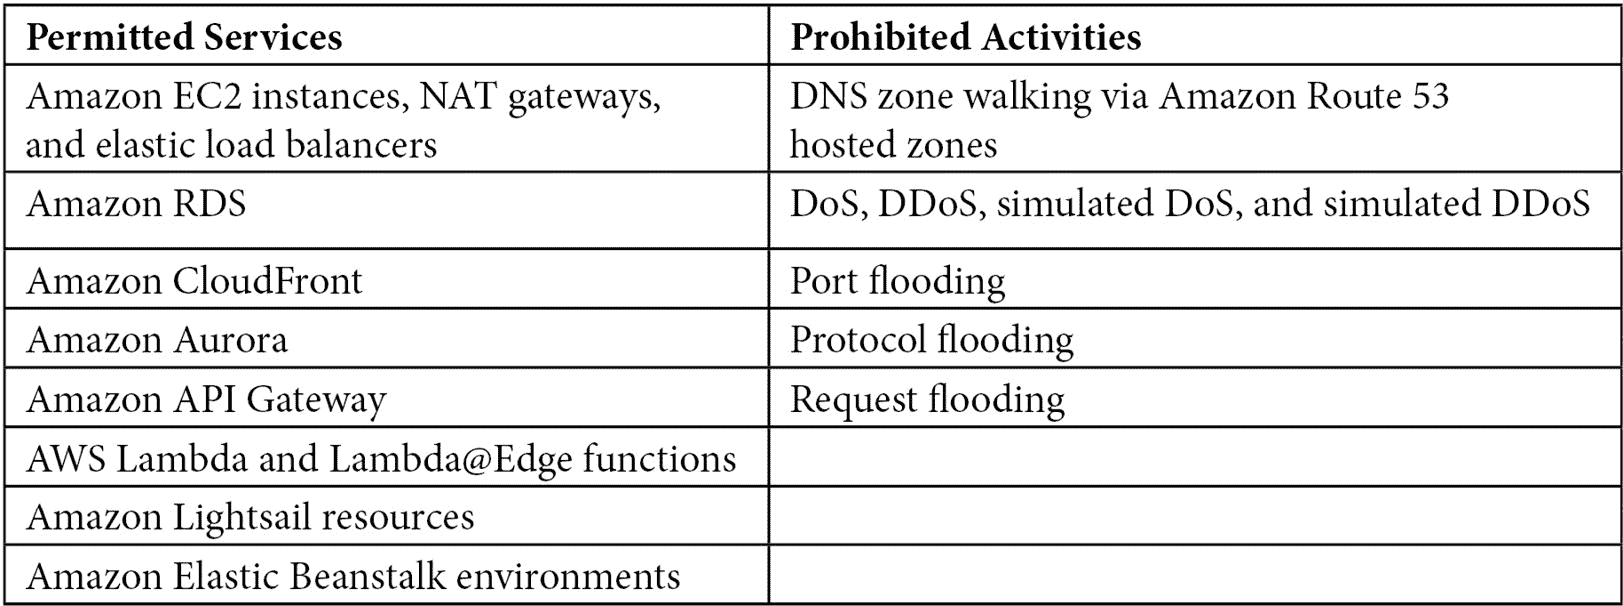 Permitted Services
Prohibited Activities
Amazon EC2 instances, NAT gateways,
and elastic load balancers
DNS zone walking via Amazon Route 53
hosted zones
Amazon RDS
DoS, DDoS, simulated DoS, and simulated DDoS
Amazon CloudFront
Port flooding
Amazon Aurora
Protocol flooding
Amazon API Gateway
Request flooding
AWS Lambda and Lambda@Edge functions
Amazon Lightsail resources
Amazon Elastic Beanstalk environments